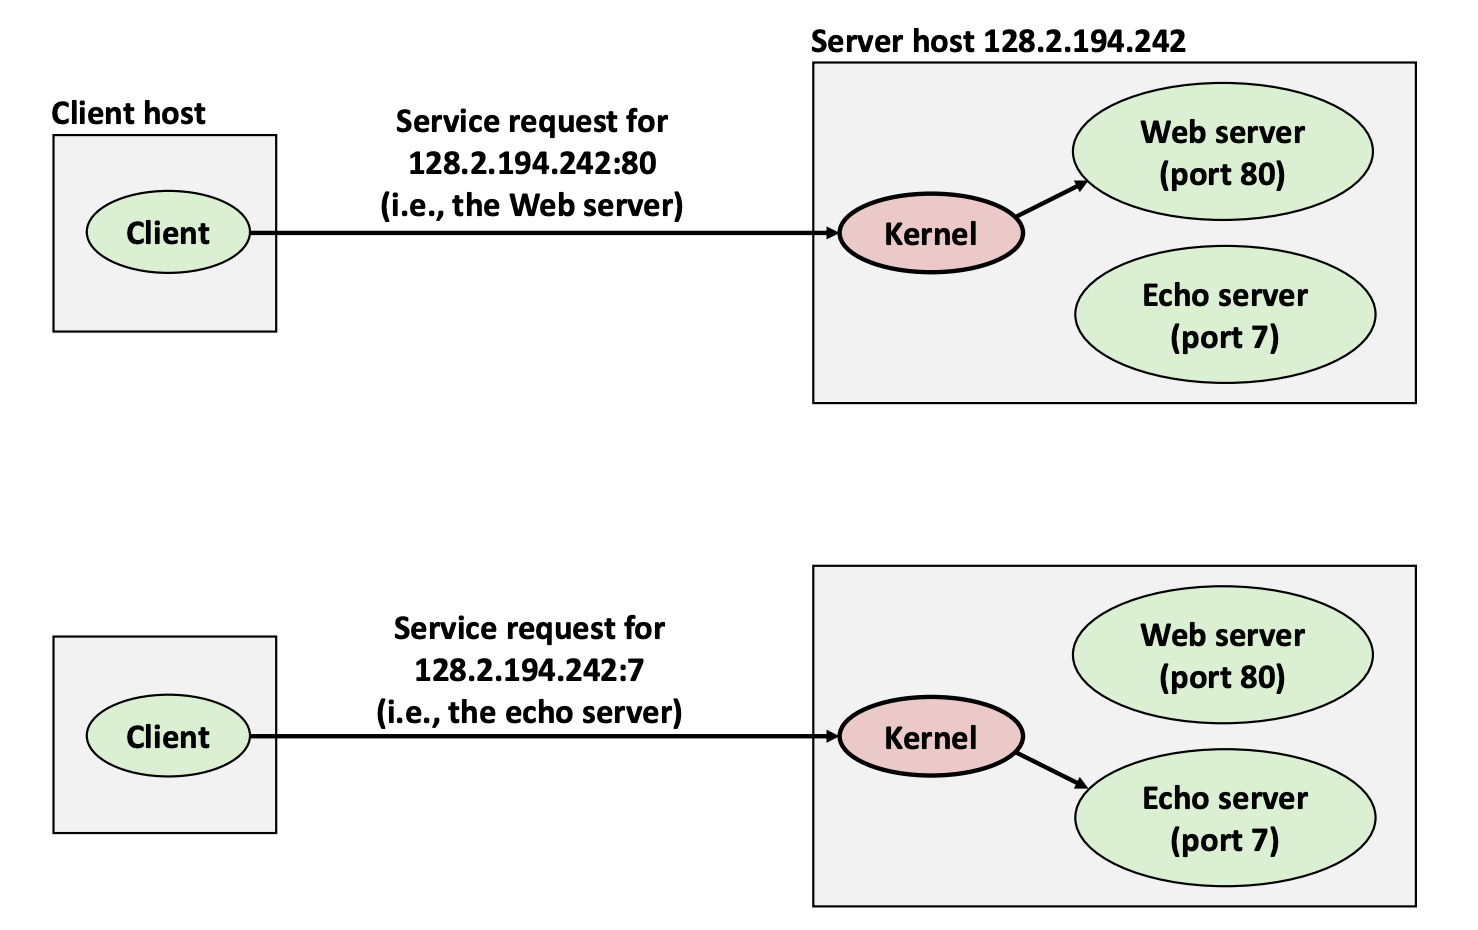 Server host 128.2.194.242
Client host
Service request for
128.2.194.242:80
(i.e., the Web server)
Client
Kernel
Web server
(port 80)
Echo server
(port 7)
Service request for
128.2.194.242:7
(i.e., the echo server)
Client
Kernel
Web server
(port 80)
Echo server
(port 7)